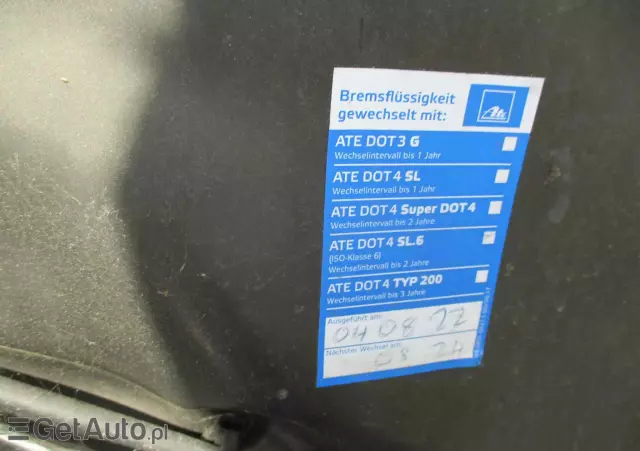 Bremsflüssigkeit
gewechselt mit:
Ate
ATE DOT 3 G
Wechselintervall bis 1 Jahr
ATE DOT 4 SL
Wechselintervall bis 1 Jahr
ATE DOT 4 Super DOT 4
Wechselintervall bis 2 Jahre
ATE DOT 4 SL.6
(ISO-Klasse 6)
Wechselintervall bis 2 Jahre
ATE DOT 4 TYP 200
Wechselintervall bis 3 Jahre
Ausgeführt am:
04 08 22
Nächster Wechsel am:
08 24
GetAuto.pl